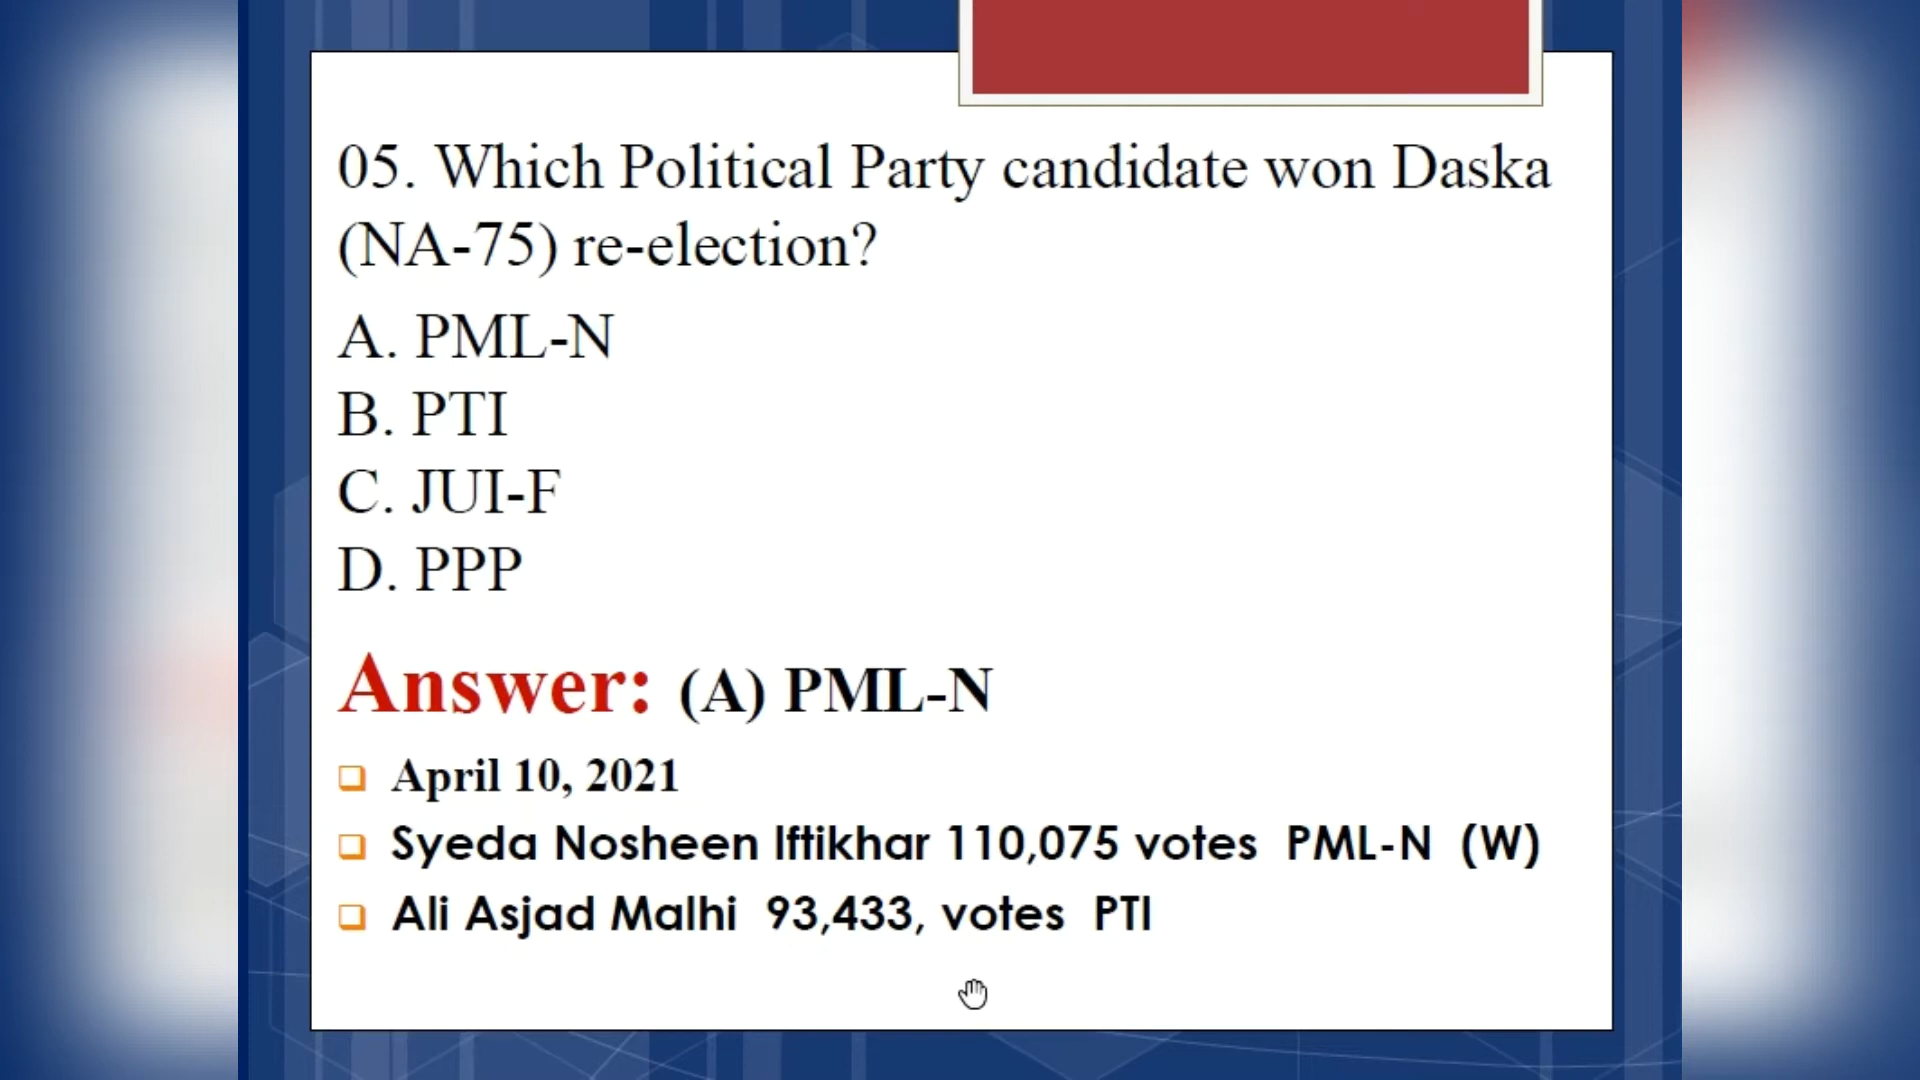 05. Which Political Party candidate won Daska
(NA-75) re-election?
A. PML-N
B. PTI
C. JUI-F
D. PPP
Answer: (A) PML-N
April 10, 2021
Syeda Nosheen Iftikhar 110,075 votes PML-N (W)
Ali Asjad Malhi 93,433, votes PTI